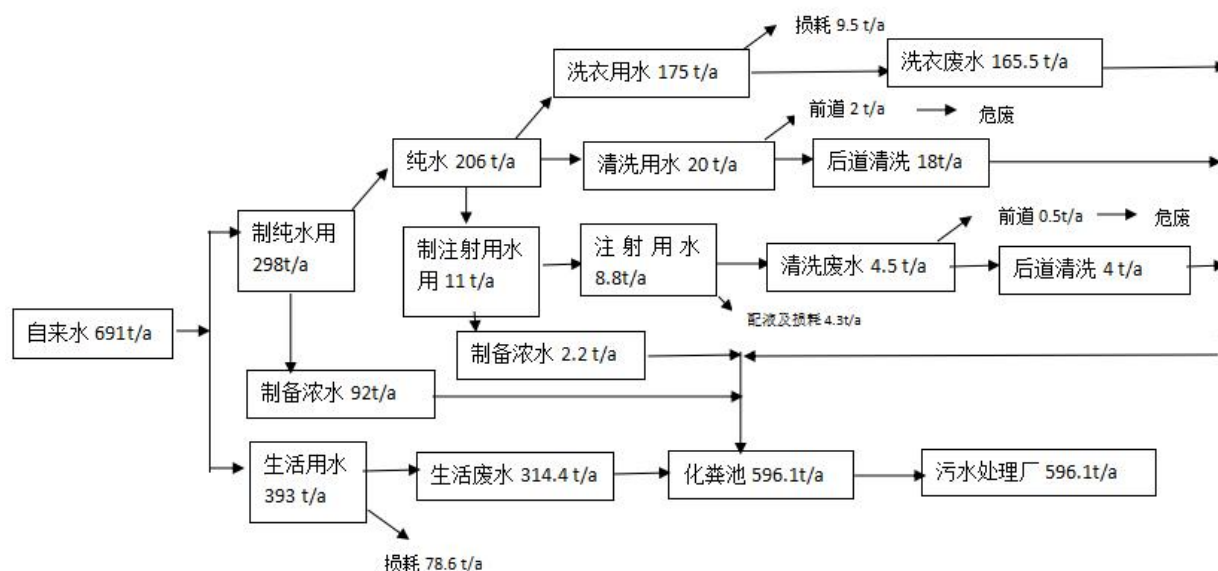 损耗 9.5 t/a
洗衣用水 175 t/a
洗衣废水 165.5 t/a
前道 2 t/a
危废
纯水 206 t/a
清洗用水 20 t/a
后道清洗 18t/a
前道 0.5t/a
危废
制纯水用
298t/a
制注射用水
用 11 t/a
注射用水
8.8t/a
清洗废水 4.5 t/a
后道清洗 4 t/a
配液及损耗 4.3t/a
自来水 691t/a
制备浓水 2.2 t/a
制备浓水 92t/a
生活用水
393 t/a
生活废水 314.4 t/a
化粪池 596.1t/a
污水处理厂 596.1t/a
损耗 78.6 t/a